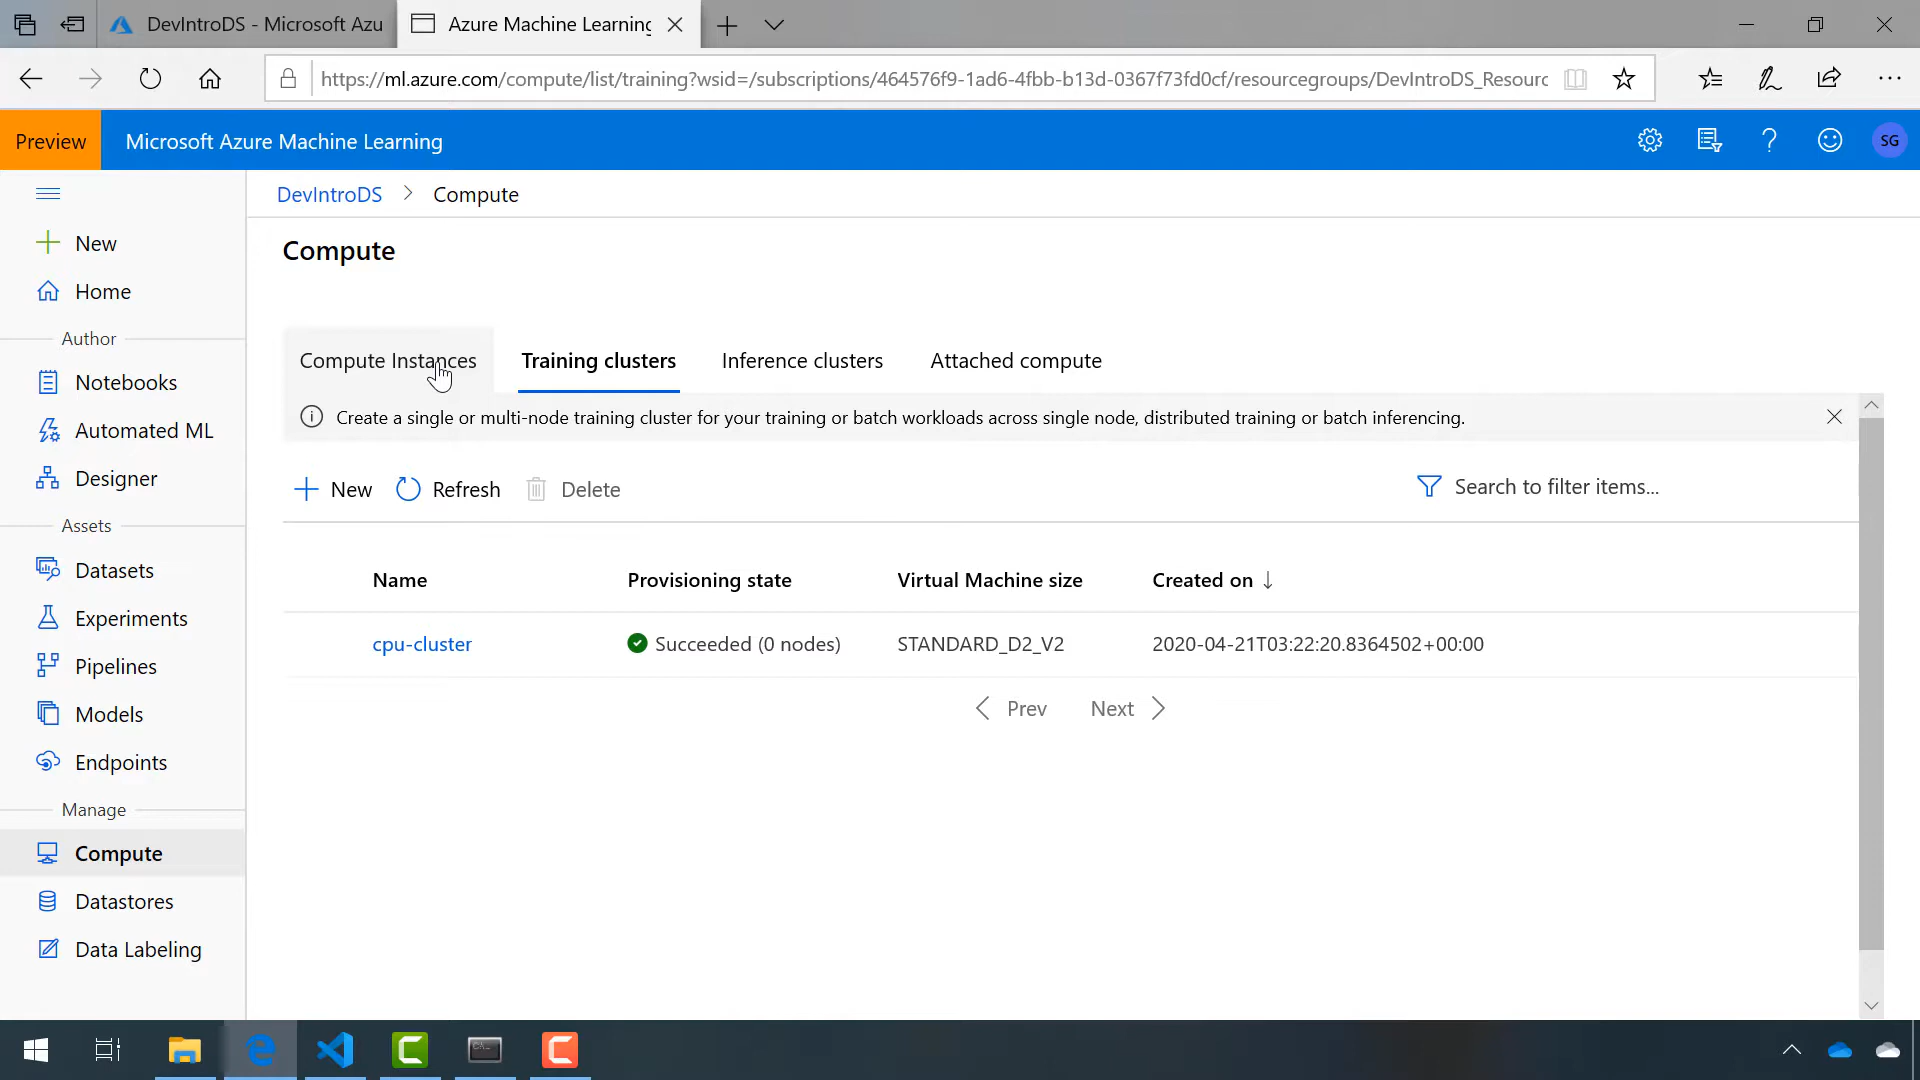 DevIntroDS - Microsoft Azu
Azure Machine Learning
https://ml.azure.com/compute/list/training?wsid=/subscriptions/464576f9-1ad6-4fbb-b13d-0367f73fd0cf/resourcegroups/DevIntroDS_Resourc
Preview
Microsoft Azure Machine Learning
SG
DevIntroDS > Compute
New
Home
Author
Notebooks
Automated ML
Designer
Assets
Datasets
Experiments
Pipelines
Models
Endpoints
Manage
Compute
Datastores
Data Labeling
Compute
Compute Instances
Training clusters
Inference clusters
Attached compute
Create a single or multi-node training cluster for your training or batch workloads across single node, distributed training or batch inferencing.
New
Refresh
Delete
Search to filter items...
Name Provisioning state Virtual Machine size Created on ↓
cpu-cluster Succeeded (0 nodes) STANDARD_D2_V2 2020-04-21T03:22:20.8364502+00:00
Prev Next